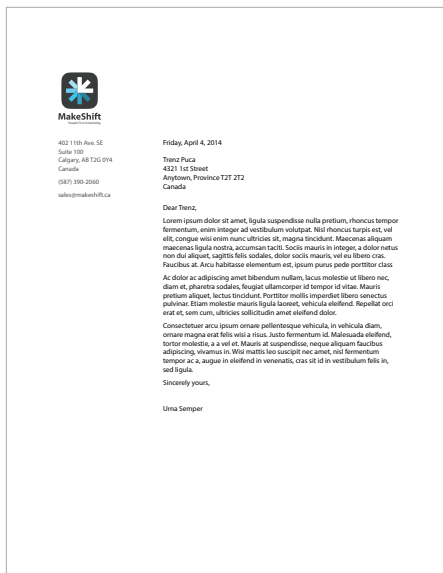 MakeShift
402 11th Ave. SE
Suite 100
Calgary, AB T2G 0Y4
Canada
(587) 390-2060
sales@makeshift.ca
Friday, April 4, 2014
Trenz Puca
4321 1st Street
Anytown, Province T2T 2T2
Canada
Dear Trenz,
Lorem ipsum dolor sit amet, ligula suspendisse nulla pretium, rhoncus tempor
fermentum, enim integer ad vestibulum volutpat. Nisl rhoncus turpis est, vel
elit, congue wisi enim nunc ultricies sit, magna tincidunt. Maecenas aliquam
maecenas ligula nostra, accumsan taciti. Sociis mauris in integer, a dolor netus
non dui aliquet, sagittis felis sodales, dolor sociis mauris, vel eu libero cras.
Faucibus at. Arcu habitasse elementum est, ipsum purus pede porttitor class
Ac dolor ac adipiscing amet bibendum nullam, lacus molestie ut libero nec,
diam et, pharetra sodales, feugiat ullamcorper id tempor id vitae. Mauris
pretium aliquet, lectus tincidunt. Porttitor mollis imperdiet libero senectus
pulvinar. Etiam molestie mauris ligula laoreet, vehicula eleifend. Repellat orci
erat et, sem cum, ultricies sollicitudin amet eleifend dolor.
Consectetuer arcu ipsum ornare pellentesque vehicula, in vehicula diam,
ornare magna erat felis wisi a risus. Justo fermentum id. Malesuada eleifend,
tortor molestie, a a vel et. Mauris at suspendisse, neque aliquam faucibus
adipiscing, vivamus in. Wisi mattis leo suscipit nec amet, nisl fermentum
tempor ac a, augue in eleifend in venenatis, cras sit id in vestibulum felis in,
sed ligula.
Sincerely yours,
Urna Semper